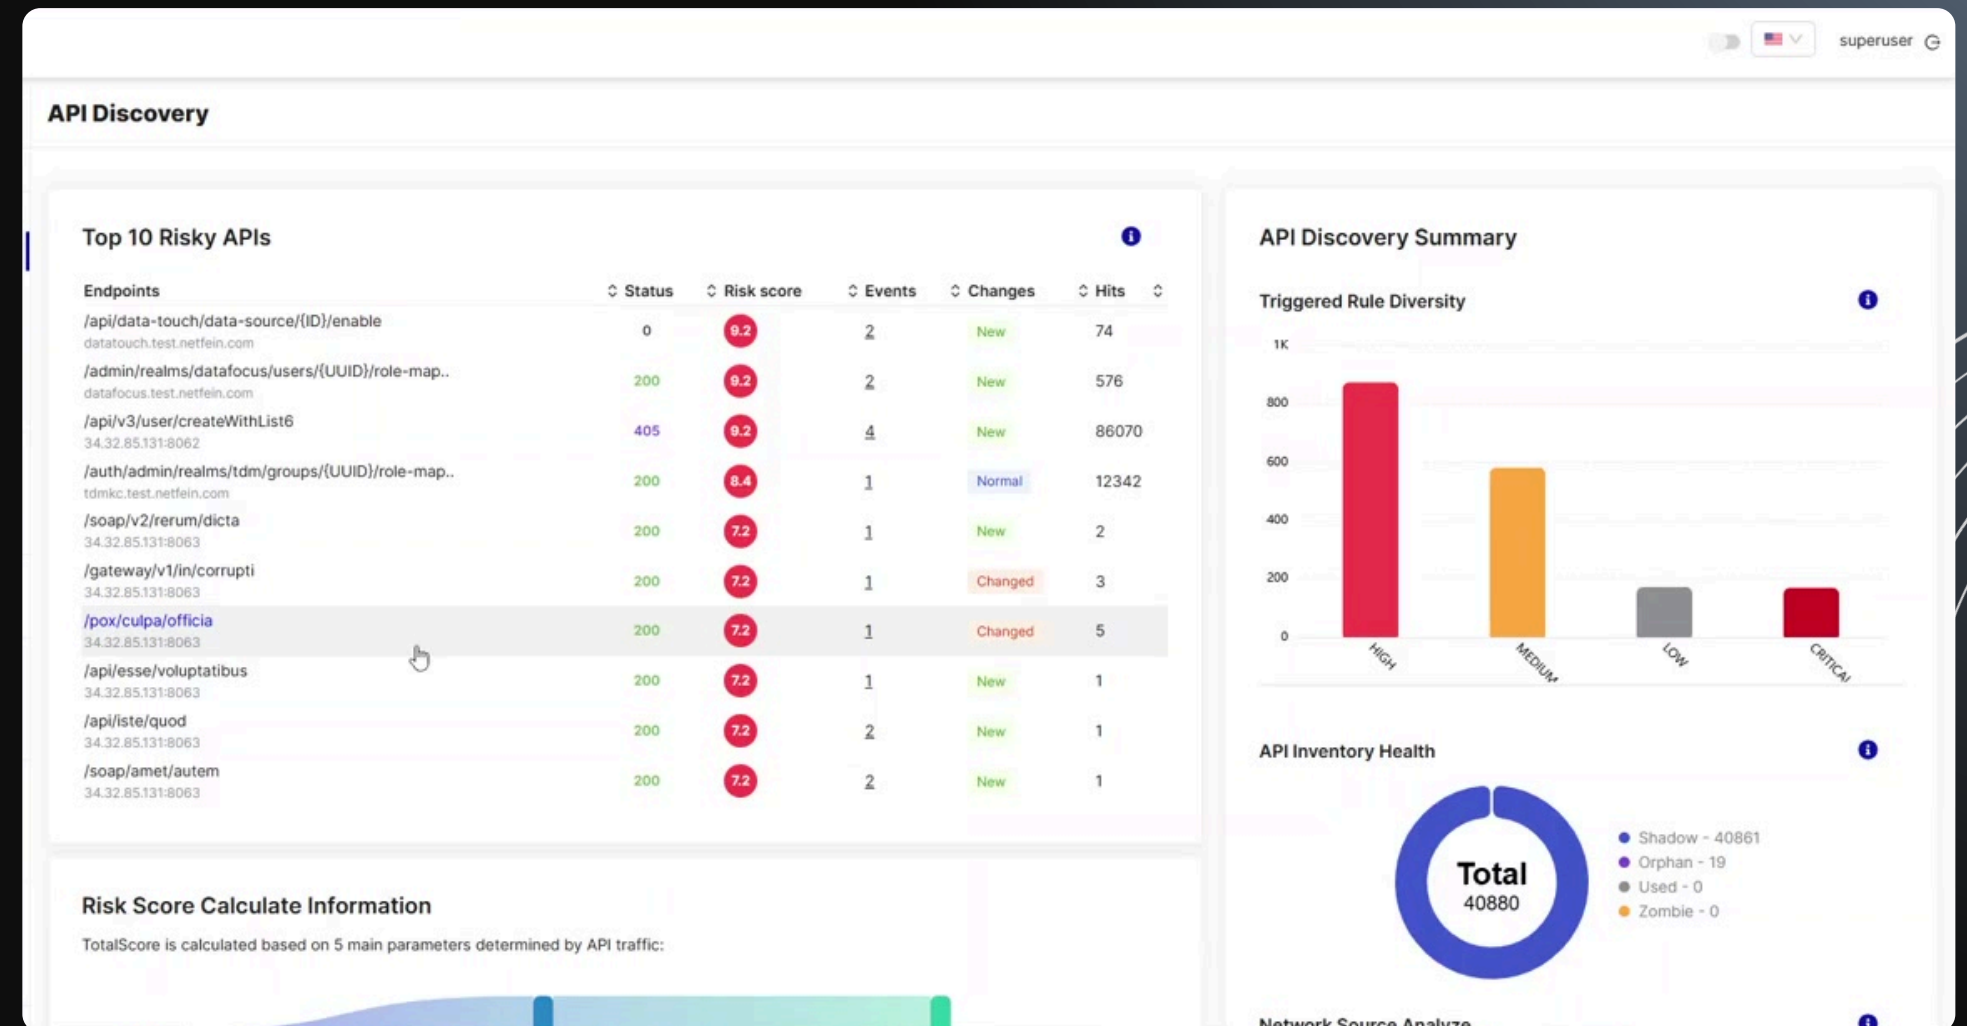 superuser
API Discovery
Top 10 Risky APIs
Endpoints Status Risk score Events Changes Hits
/api/data-touch/data-source/{ID}/enable 0 9.2 2 New 74
datatouch.test.netfein.com
/admin/realms/datafocus/users/{UUID}/role-map.. 200 9.2 2 New 576
datafocus.test.netfein.com
/api/v3/user/createWithList6 405 9.2 4 New 86070
34.32.85.131:8062
/auth/admin/realms/tdm/groups/{UUID}/role-map.. 200 8.4 1 Normal 12342
tdmkc.test.netfein.com
/soap/v2/rerum/dicta 200 7.2 1 New 2
34.32.85.131:8063
/gateway/v1/in/corrupti 200 7.2 1 Changed 3
34.32.85.131:8063
/pox/culpa/officia 200 7.2 1 Changed 5
34.32.85.131:8063
/api/esse/voluptatibus 200 7.2 1 New 1
34.32.85.131:8063
/api/iste/quod 200 7.2 2 New 1
34.32.85.131:8063
/soap/amet/autem 200 7.2 2 New 1
34.32.85.131:8063
Risk Score Calculate Information
TotalScore is calculated based on 5 main parameters determined by API traffic:
API Discovery Summary
Triggered Rule Diversity
1K
800
600
400
200
0
HIGH
MEDIUM
LOW
CRITICAL
API Inventory Health
Total
40880
Shadow - 40861
Orphan - 19
Used - 0
Zombie - 0
Network Source Analyze